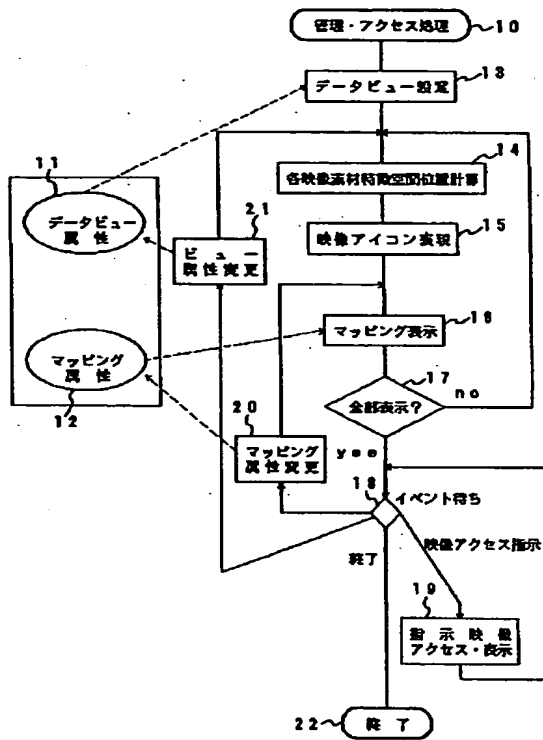 管理・アクセス処理
10
13
データビュー設定
11
データビュー
属性
14
各映像素材特徴空間位置計算
21
ビュー
属性変更
15
映像アイコン表現
16
マッピング表示
マッピング
属性
12
17
全部表示?
no
20
マッピング
属性変更
yes
18
イベント待ち
映像アクセス指示
終了
19
指示映像
アクセス・表示
22
終了